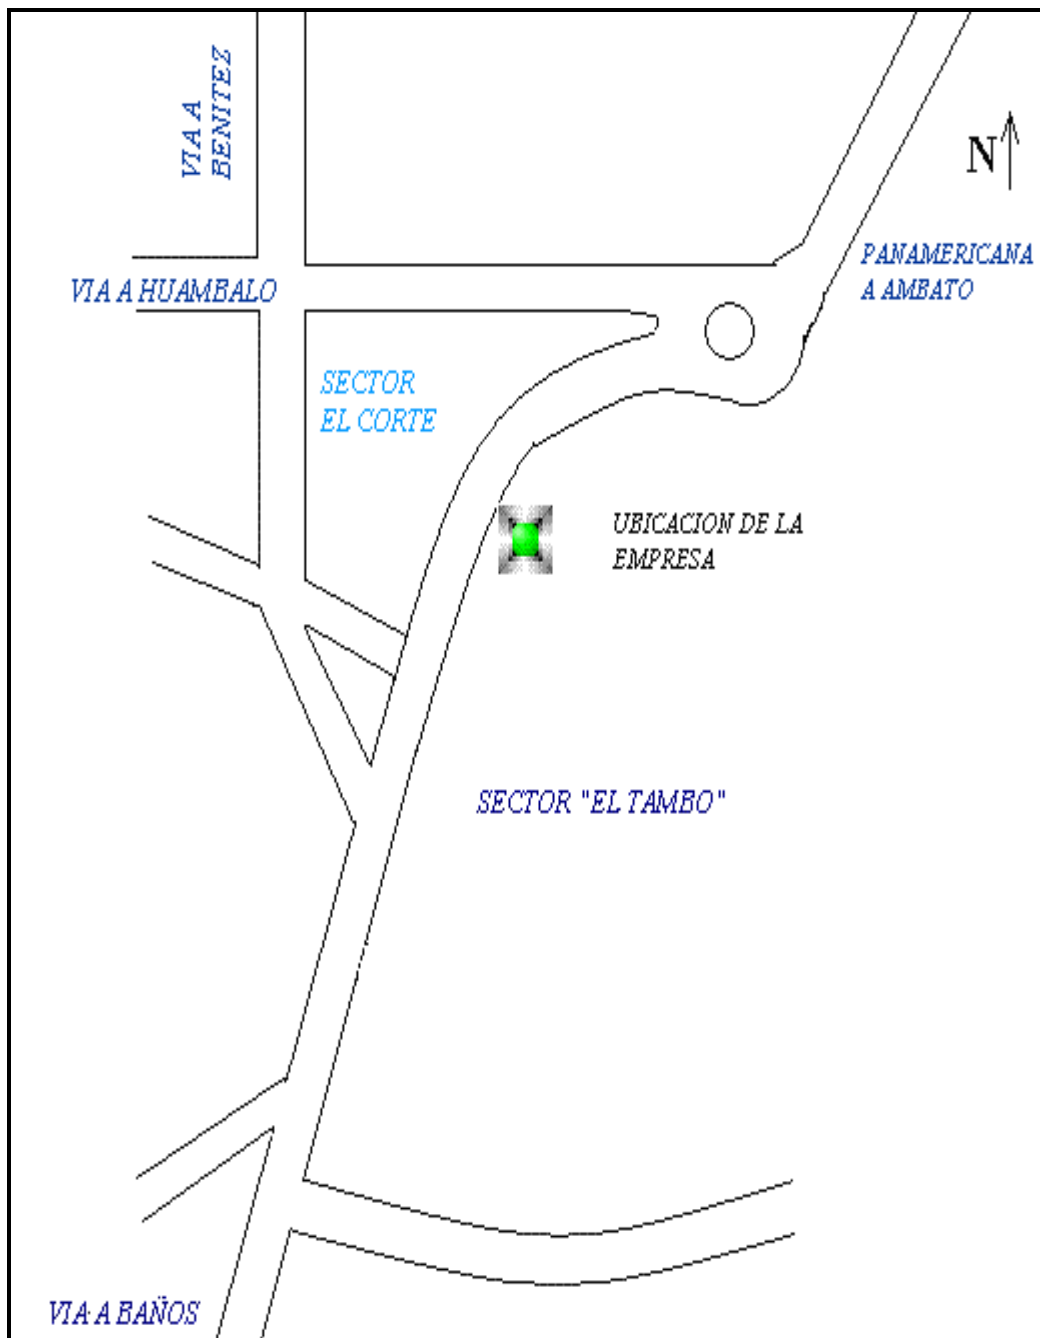 VIA A
BENITEZ
N
PANAMERICANA
A AMBATO
VIA A HUAMBALO
SECTOR
EL CORTE
UBICACION DE LA
EMPRESA
SECTOR "EL TAMBO"
VIA A BAÑOS